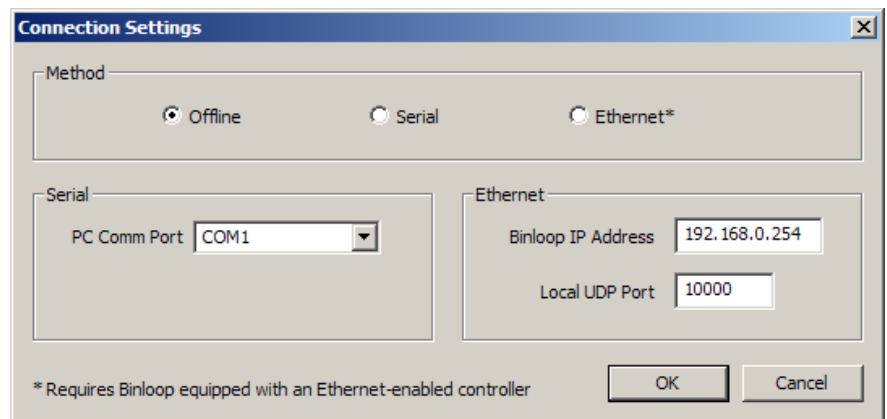 Connection Settings
Method
Offline Serial Ethernet*
Serial
PC Comm Port COM1
Ethernet
Binloop IP Address 192.168.0.254
Local UDP Port 10000
* Requires Binloop equipped with an Ethernet-enabled controller
OK Cancel